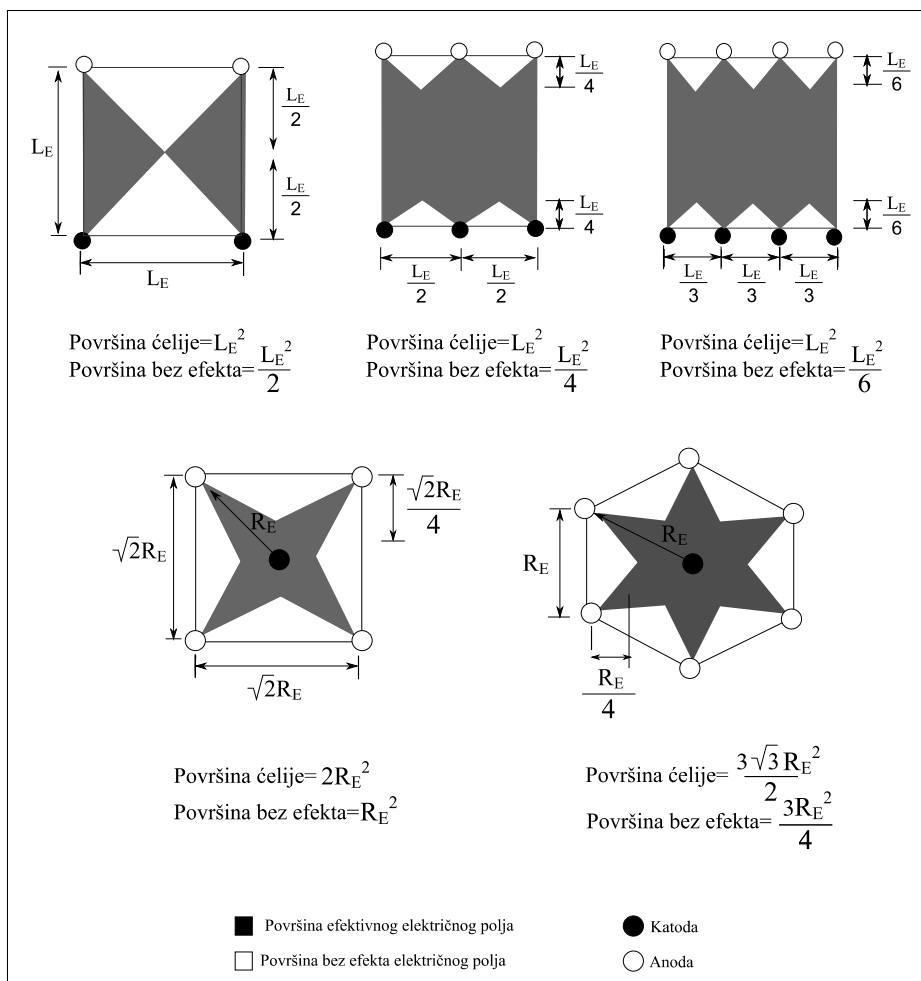 L_E
L_E/2
L_E/2
L_E
L_E/4
L_E/4
L_E/2 L_E/2
L_E/6
L_E/6
L_E/3 L_E/3 L_E/3
Površina ćelije=L_E^2
Površina bez efekta=L_E^2/2
Površina ćelije=L_E^2
Površina bez efekta=L_E^2/4
Površina ćelije=L_E^2
Površina bez efekta=L_E^2/6
√2R_E
R_E
√2R_E/4
√2R_E
R_E
R_E
R_E/4
Površina ćelije= 2R_E^2
Površina bez efekta=R_E^2
Površina ćelije= 3√3R_E^2/2
Površina bez efekta= 3R_E^2/4
Površina efektivnog električnog polja
Površina bez efekta električnog polja
Katoda
Anoda